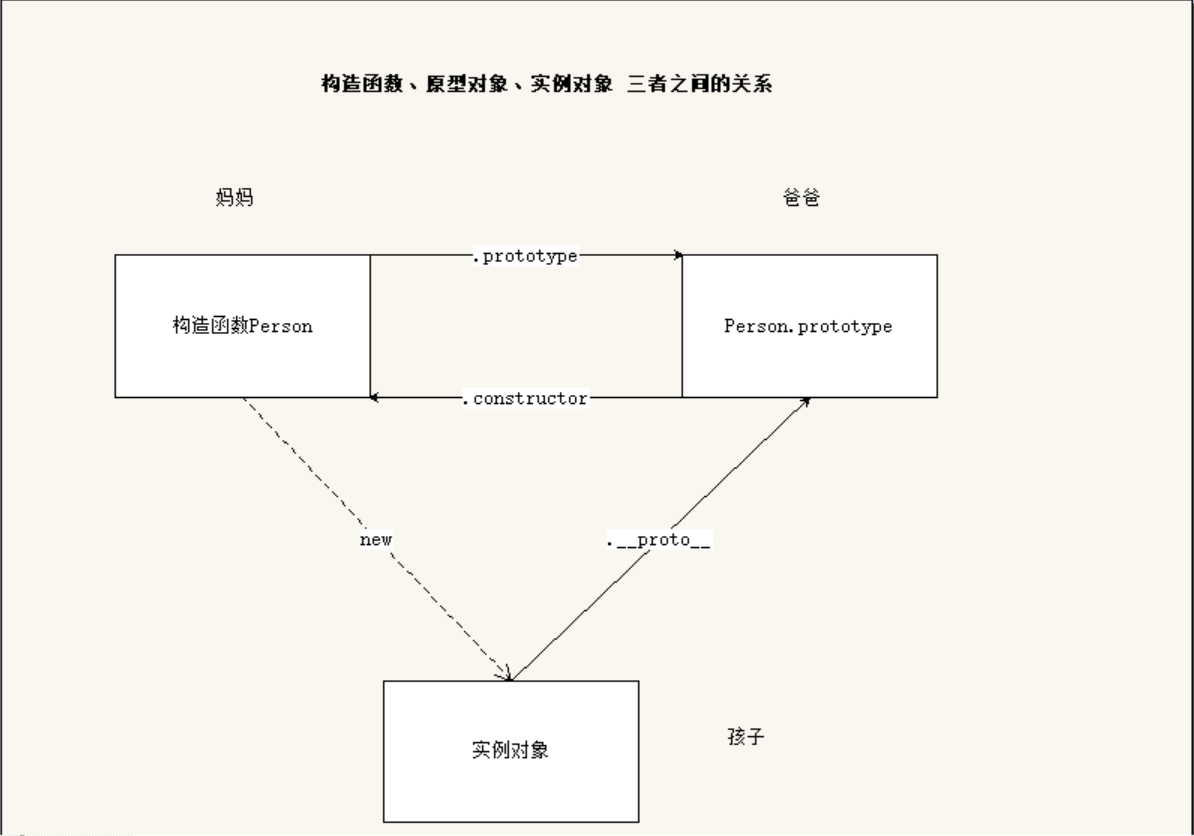 构造函数、原型对象、实例对象 三者之间的关系
妈妈
爸爸
.prototype
构造函数Person
Person.prototype
.constructor
new
.__proto__
孩子
实例对象